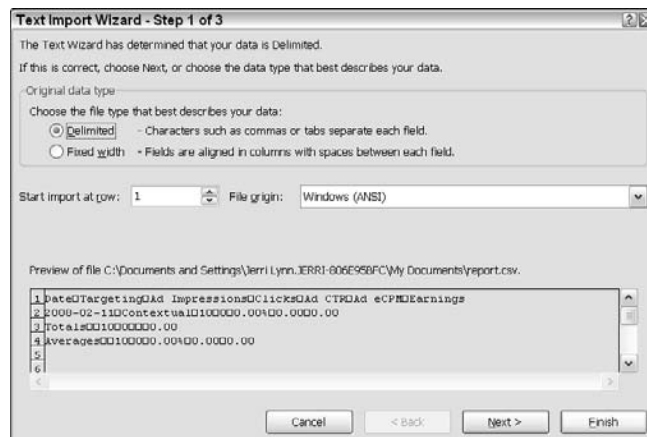 Text Import Wizard - Step 1 of 3
The Text Wizard has determined that your data is Delimited.
If this is correct, choose Next, or choose the data type that best describes your data.
Original data type
Choose the file type that best describes your data:
Delimited - Characters such as commas or tabs separate each field.
Fixed width - Fields are aligned in columns with spaces between each field.
Start import at row: 1 File origin: Windows (ANSI)
Preview of file C:\Documents and Settings\Jerri Lynn.JERRI-806E95BFC\My Documents\report.csv.
1 Date□Targeting□Ad Impressions□Clicks□Ad CTR□Ad eCPM□Earnings
2 2008-02-11□Contextual□10□0□0.00%□0.00□0.00
3 Totals□□10□0□□□0.00
4 Averages□□10□0□0.00%□0.00□0.00
5
6
Cancel < Back Next > Finish